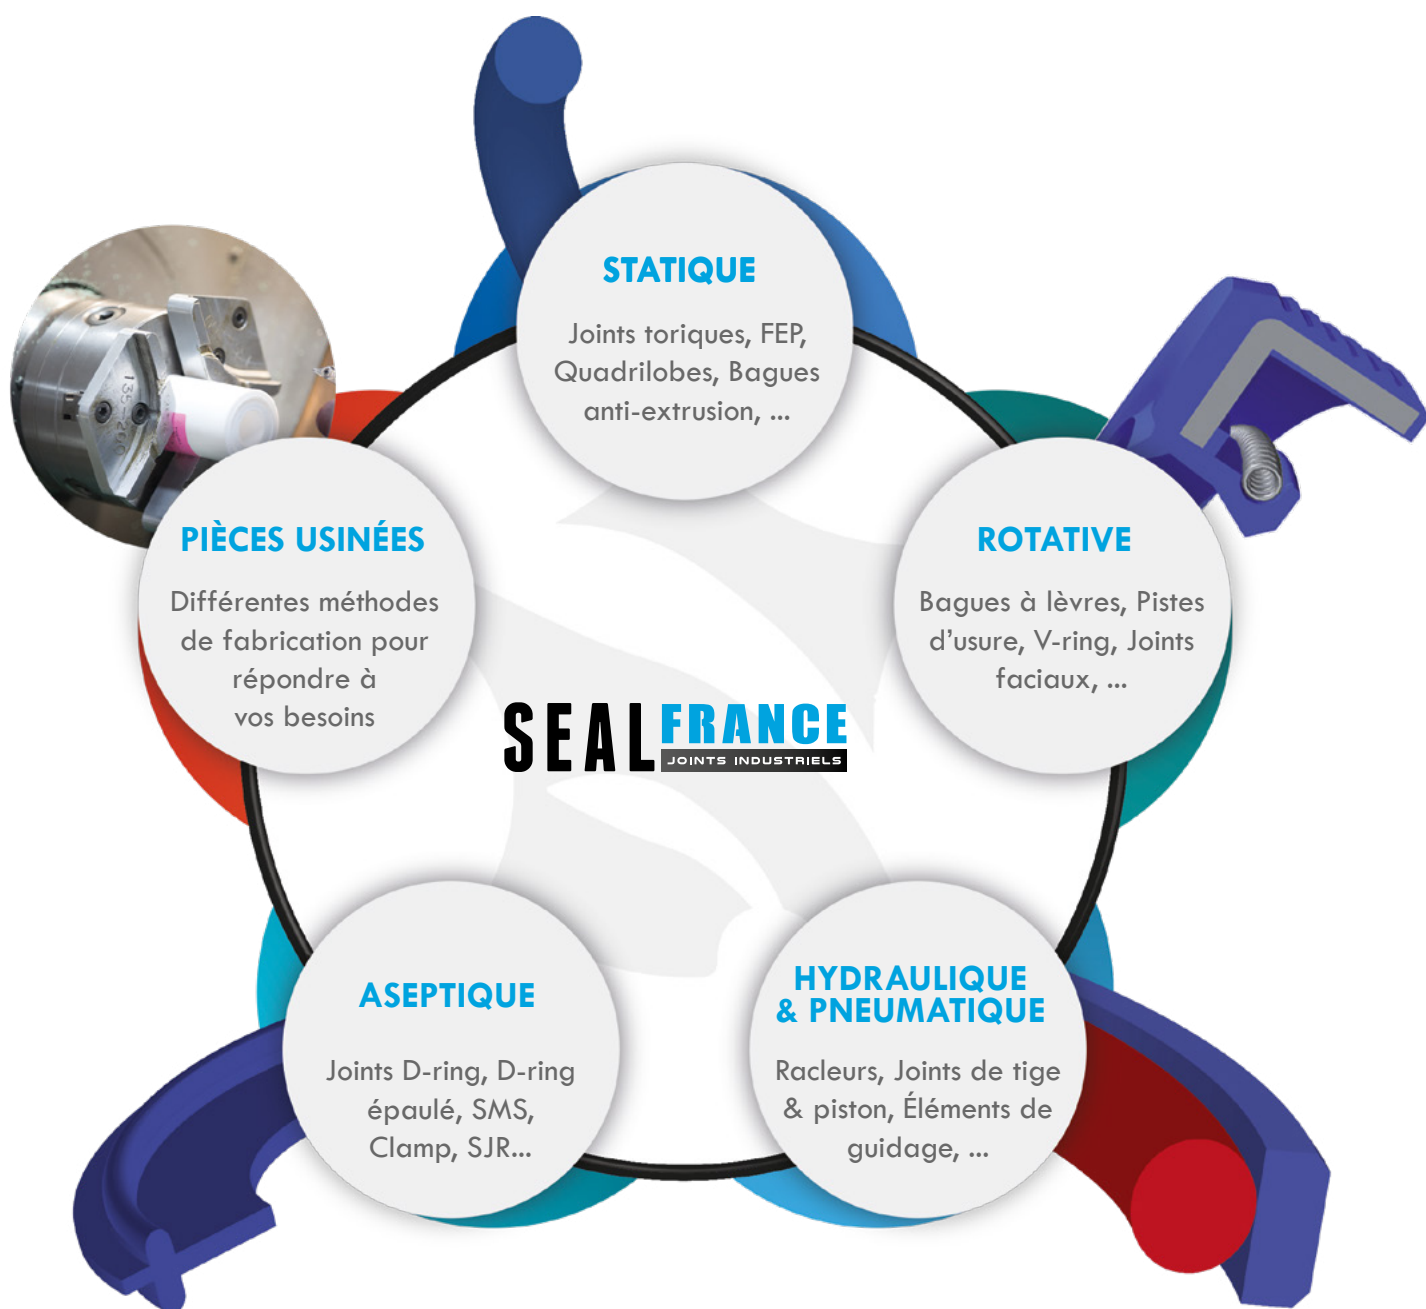 STATIQUE
Joints toriques, FEP,
Quadrilobes, Bagues
anti-extrusion, ...
PIÈCES USINÉES
Différentes méthodes
de fabrication pour
répondre à
vos besoins
ROTATIVE
Bagues à lèvres, Pistes
d’usure, V-ring, Joints
faciaux, ...
SEAL FRANCE
JOINTS INDUSTRIELS
ASEPTIQUE
Joints D-ring, D-ring
épaulé, SMS,
Clamp, SJR...
HYDRAULIQUE
& PNEUMATIQUE
Racleurs, Joints de tige
& piston, Éléments de
guidage, ...